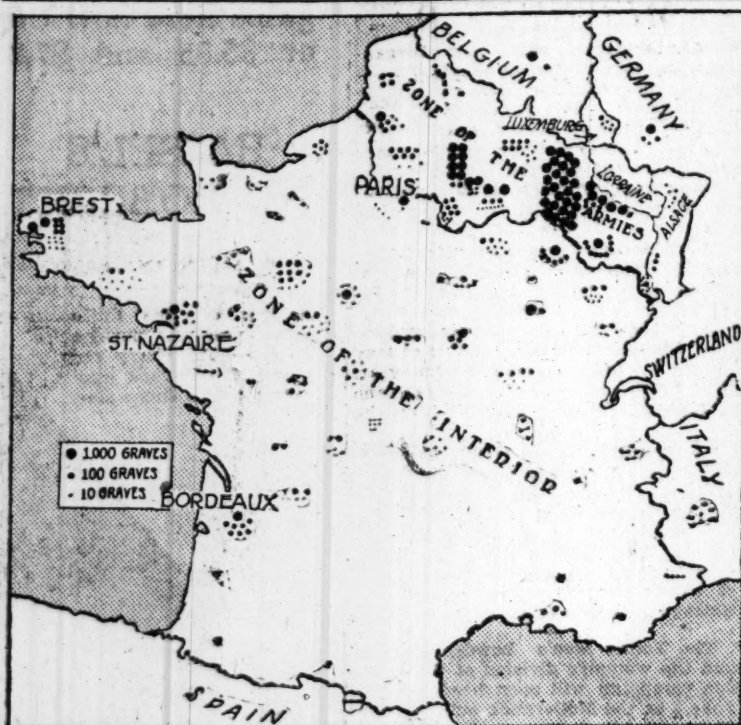 BELGIUM
GERMANY
ZONE OF THE ARMIES
LUXEMBURG
LORRAINE
ALSACE
PARIS
BREST
ZONE OF THE INTERIOR
ST. NAZAIRE
SWITZERLAND
ITALY
1,000 GRAVES
100 GRAVES
10 GRAVES
BORDEAUX
SPAIN